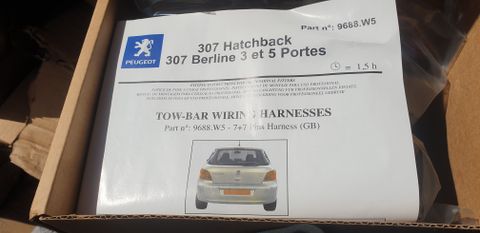 Part n°: 9688.W5
PEUGEOT
307 Hatchback
307 Berline 3 et 5 Portes
= 1,5 h
TOW-BAR WIRING HARNESSES
Part n°: 9688.W5 - 7+7 Pins Harness (GB)